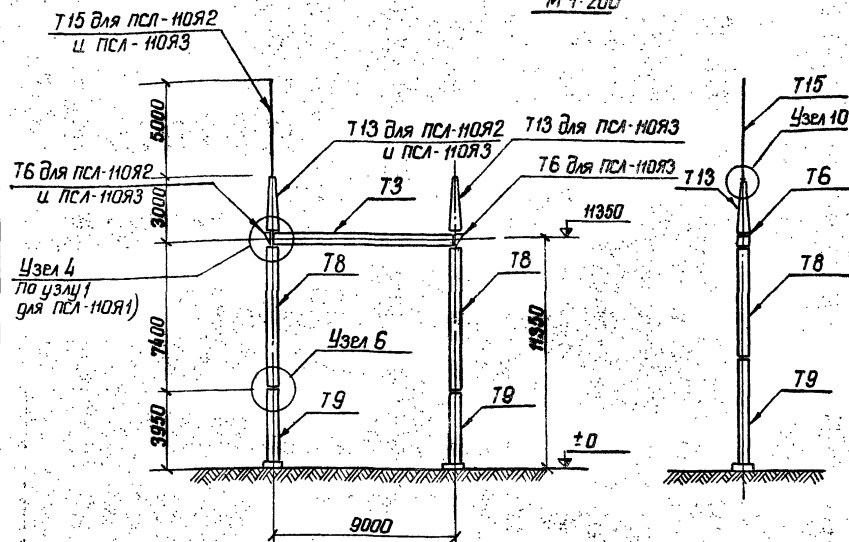 М 1:200
Т15 для ПСЛ-110Я2
и ПСЛ-110Я3
5000
3000
7400
3950
Т13 для ПСЛ-110Я2
и ПСЛ-110Я3
Т13 для ПСЛ-110Я3
Т6 для ПСЛ-110Я2
и ПСЛ-110Я3
Т3
Т6 для ПСЛ-110Я3
11350
Узел 4
по узлу 1
для ПСЛ-110Я1)
Т8
Т8
11350
Узел 6
Т9
Т9
±0
9000
Т15
Узел 10
Т13
Т6
Т8
Т9